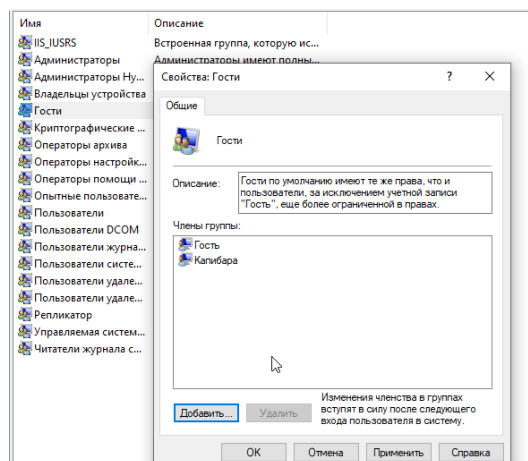 Имя Описание
IIS_IUSRS Встроенная группа, которую ис...
Администраторы Администраторы имеют полны...
Администраторы Hy...
Владельцы устройства
Гости
Криптографические ...
Операторы архива
Операторы настройк...
Операторы помощи ...
Опытные пользовате...
Пользователи
Пользователи DCOM
Пользователи журна...
Пользователи систе...
Пользователи удале...
Пользователи удале...
Репликатор
Управляемая систем...
Читатели журнала с...
Свойства: Гости ?
Общие
Гости
Описание: Гости по умолчанию имеют те же права, что и
пользователи, за исключением учетной записи
"Гость", еще более ограниченной в правах.
Члены группы:
Гость
Капибара
Добавить... Удалить
Изменения членства в группах
вступят в силу после следующего
входа пользователя в систему.
OK Отмена Применить Справка